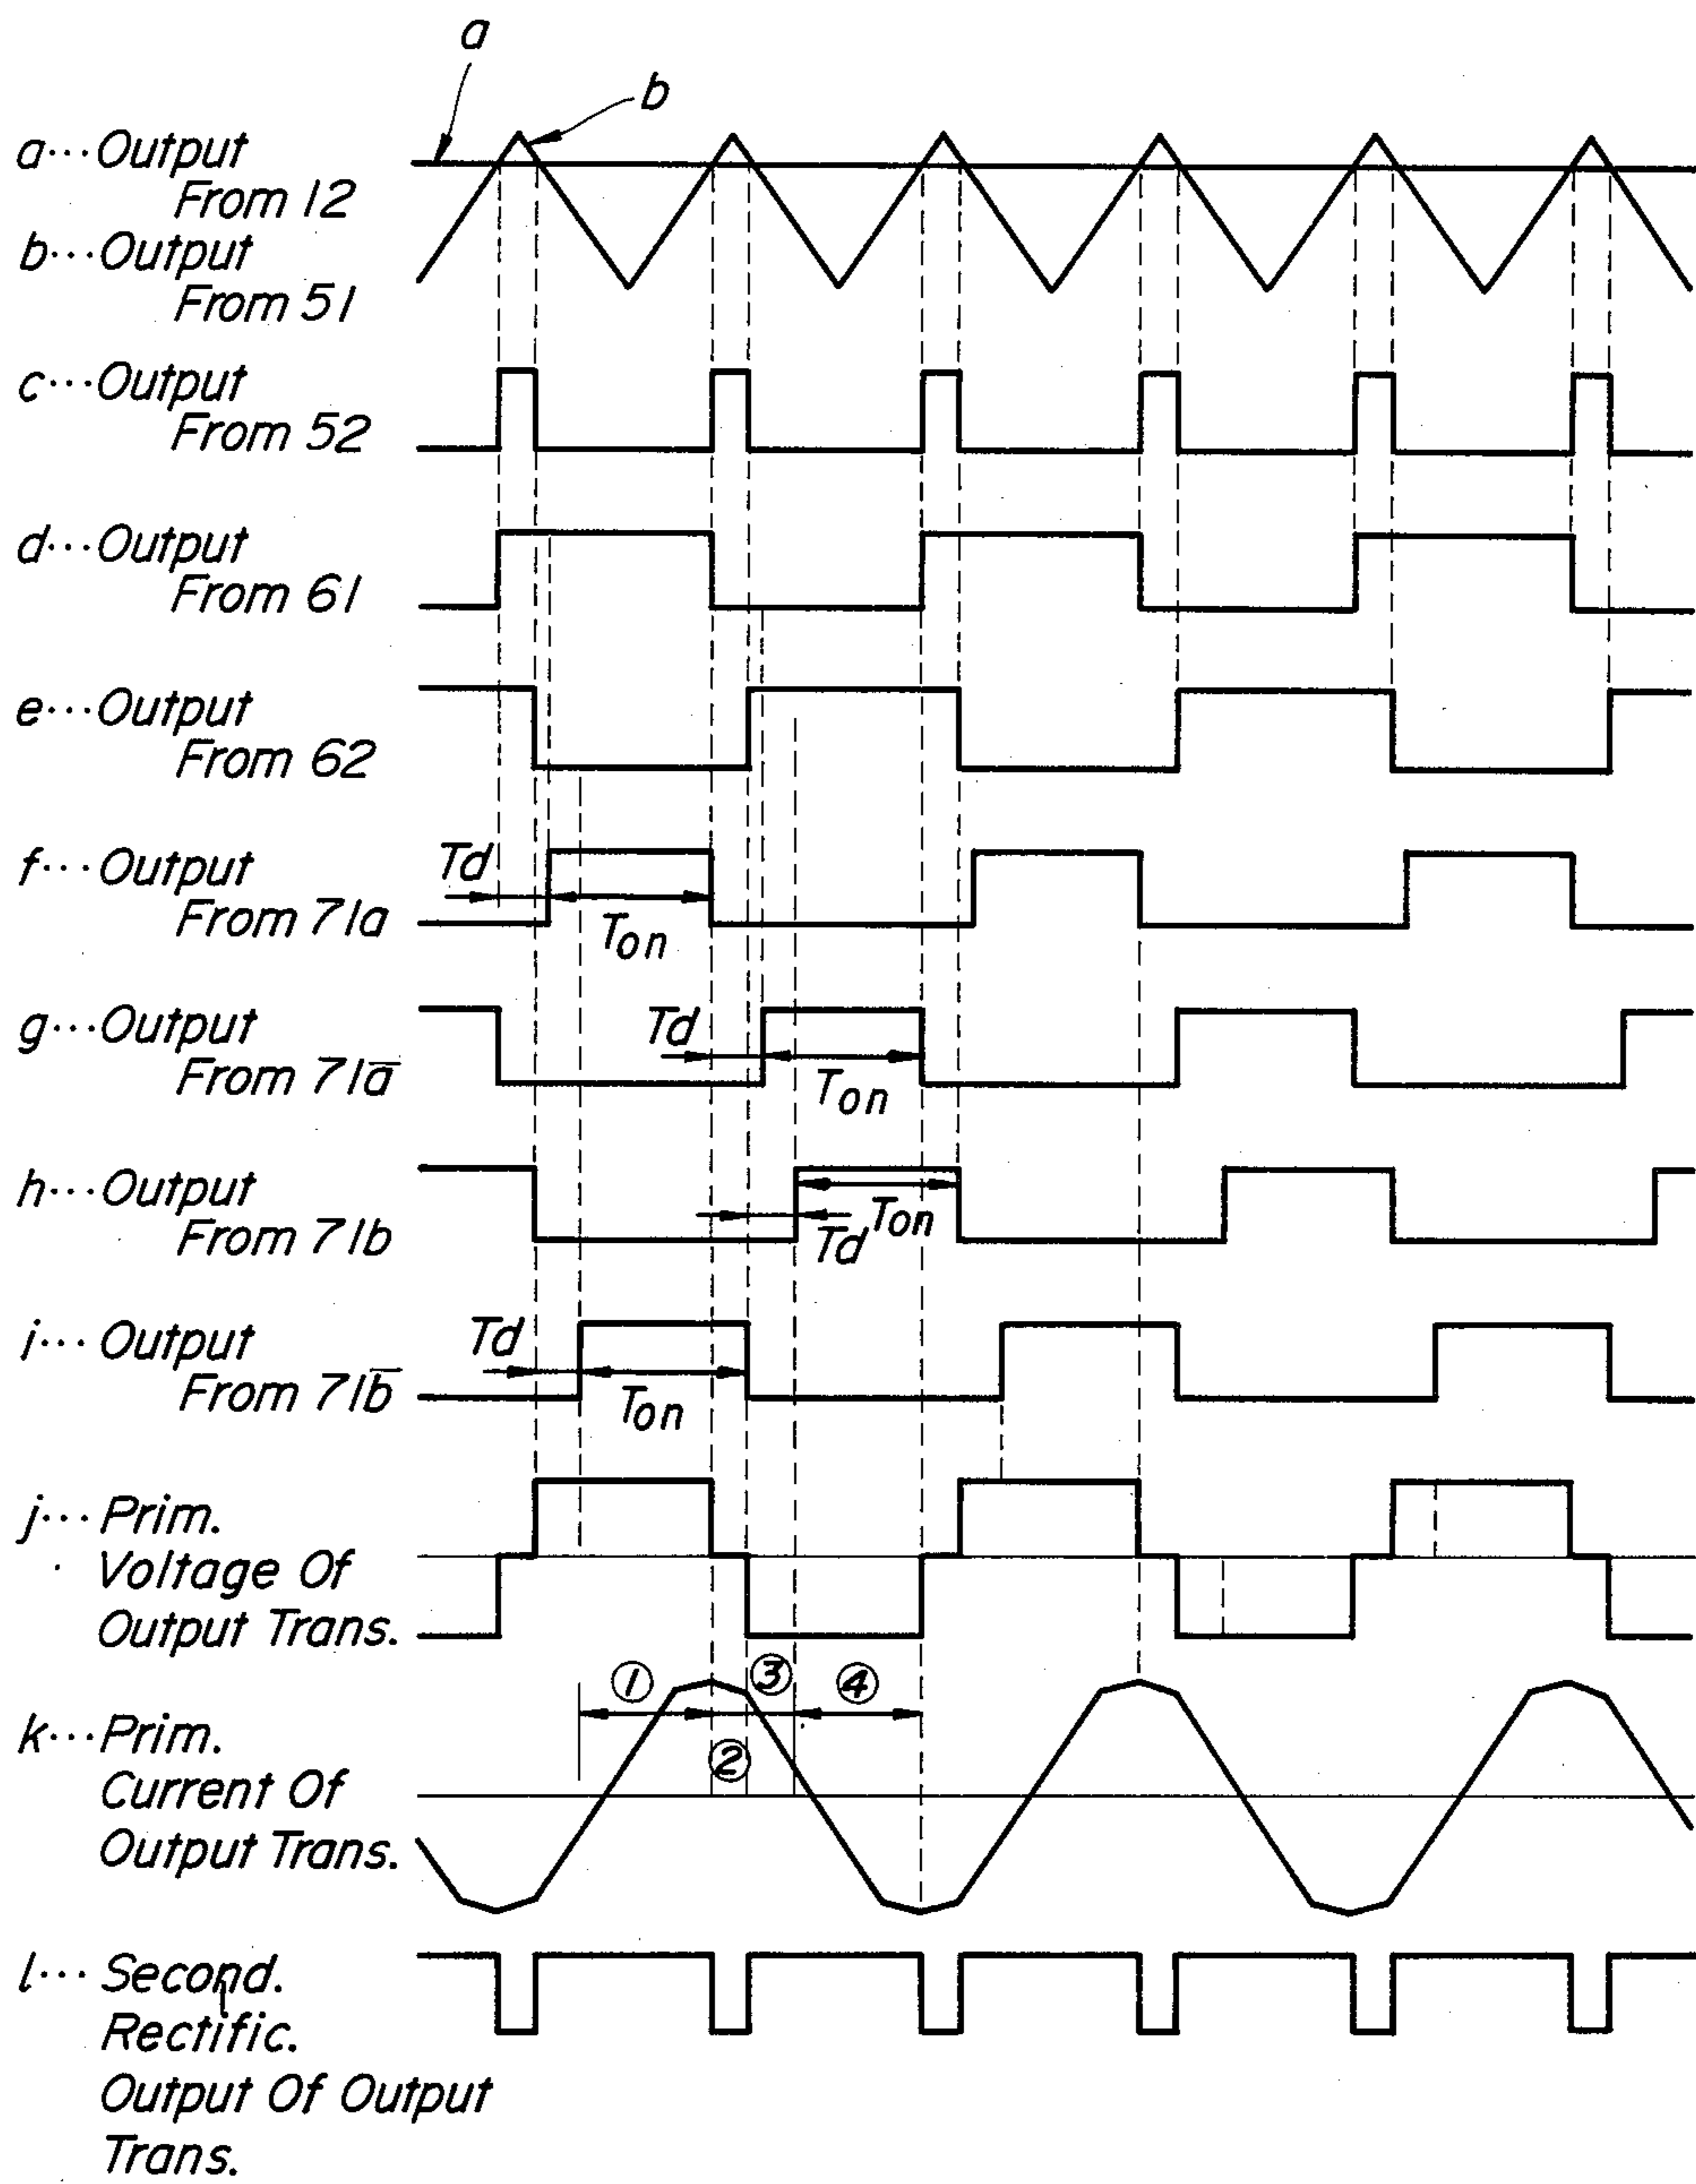 a
b
a···Output
From 12
b···Output
From 51
c···Output
From 52
d···Output
From 61
e···Output
From 62
f···Output
From 71a
Td
Ton
g···Output
From 71a̅
Td
Ton
h···Output
From 71b
Ton
Td
i···Output
From 71b̅
Td
Ton
j···Prim.
Voltage Of
Output Trans.
k···Prim.
Current Of
Output Trans.
①
②
③
④
l···Second.
Rectific.
Output Of Output
Trans.